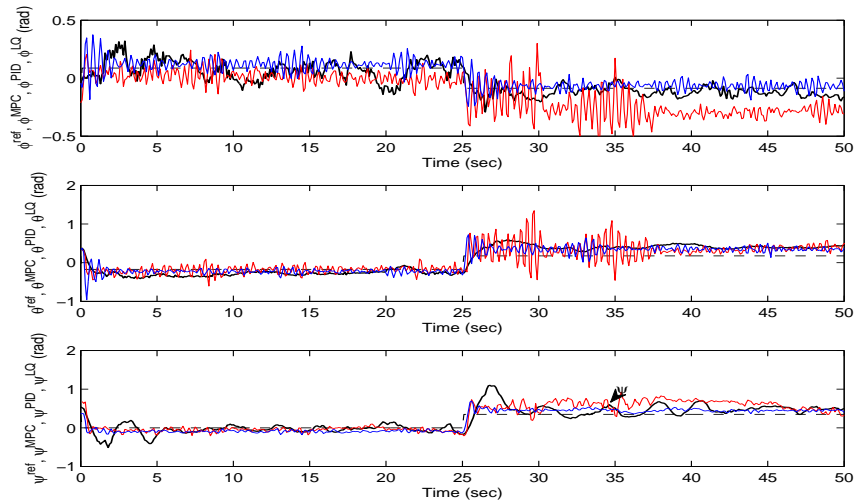 0.5
0
−0.5
0 5 10 15 20 25 30 35 40 45 50
Time (sec)
ϕ^ref, ϕ^MPC, ϕ^PID, ϕ^LQ (rad)
2
1
0
−1
0 5 10 15 20 25 30 35 40 45 50
Time (sec)
θ^ref, θ^MPC, θ^PID, θ^LQ (rad)
2
1
0
−1
ψ
0 5 10 15 20 25 30 35 40 45 50
Time (sec)
ψ^ref, ψ^MPC, ψ^PID, ψ^LQ (rad)